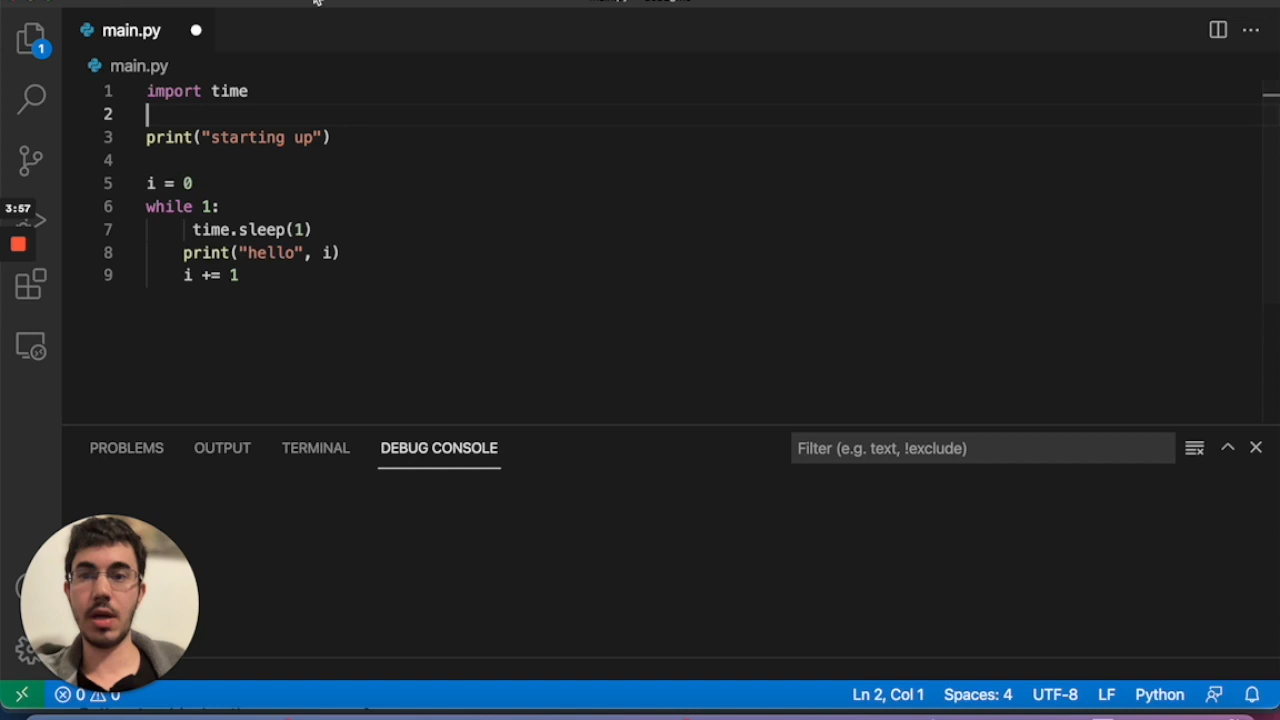 main.py
main.py
1 import time
2
3 print("starting up")
4
5 i = 0
6 while 1:
7 time.sleep(1)
8 print("hello", i)
9 i += 1
1
3:57
PROBLEMS OUTPUT TERMINAL DEBUG CONSOLE Filter (e.g. text, !exclude)
0 0 Ln 2, Col 1 Spaces: 4 UTF-8 LF Python